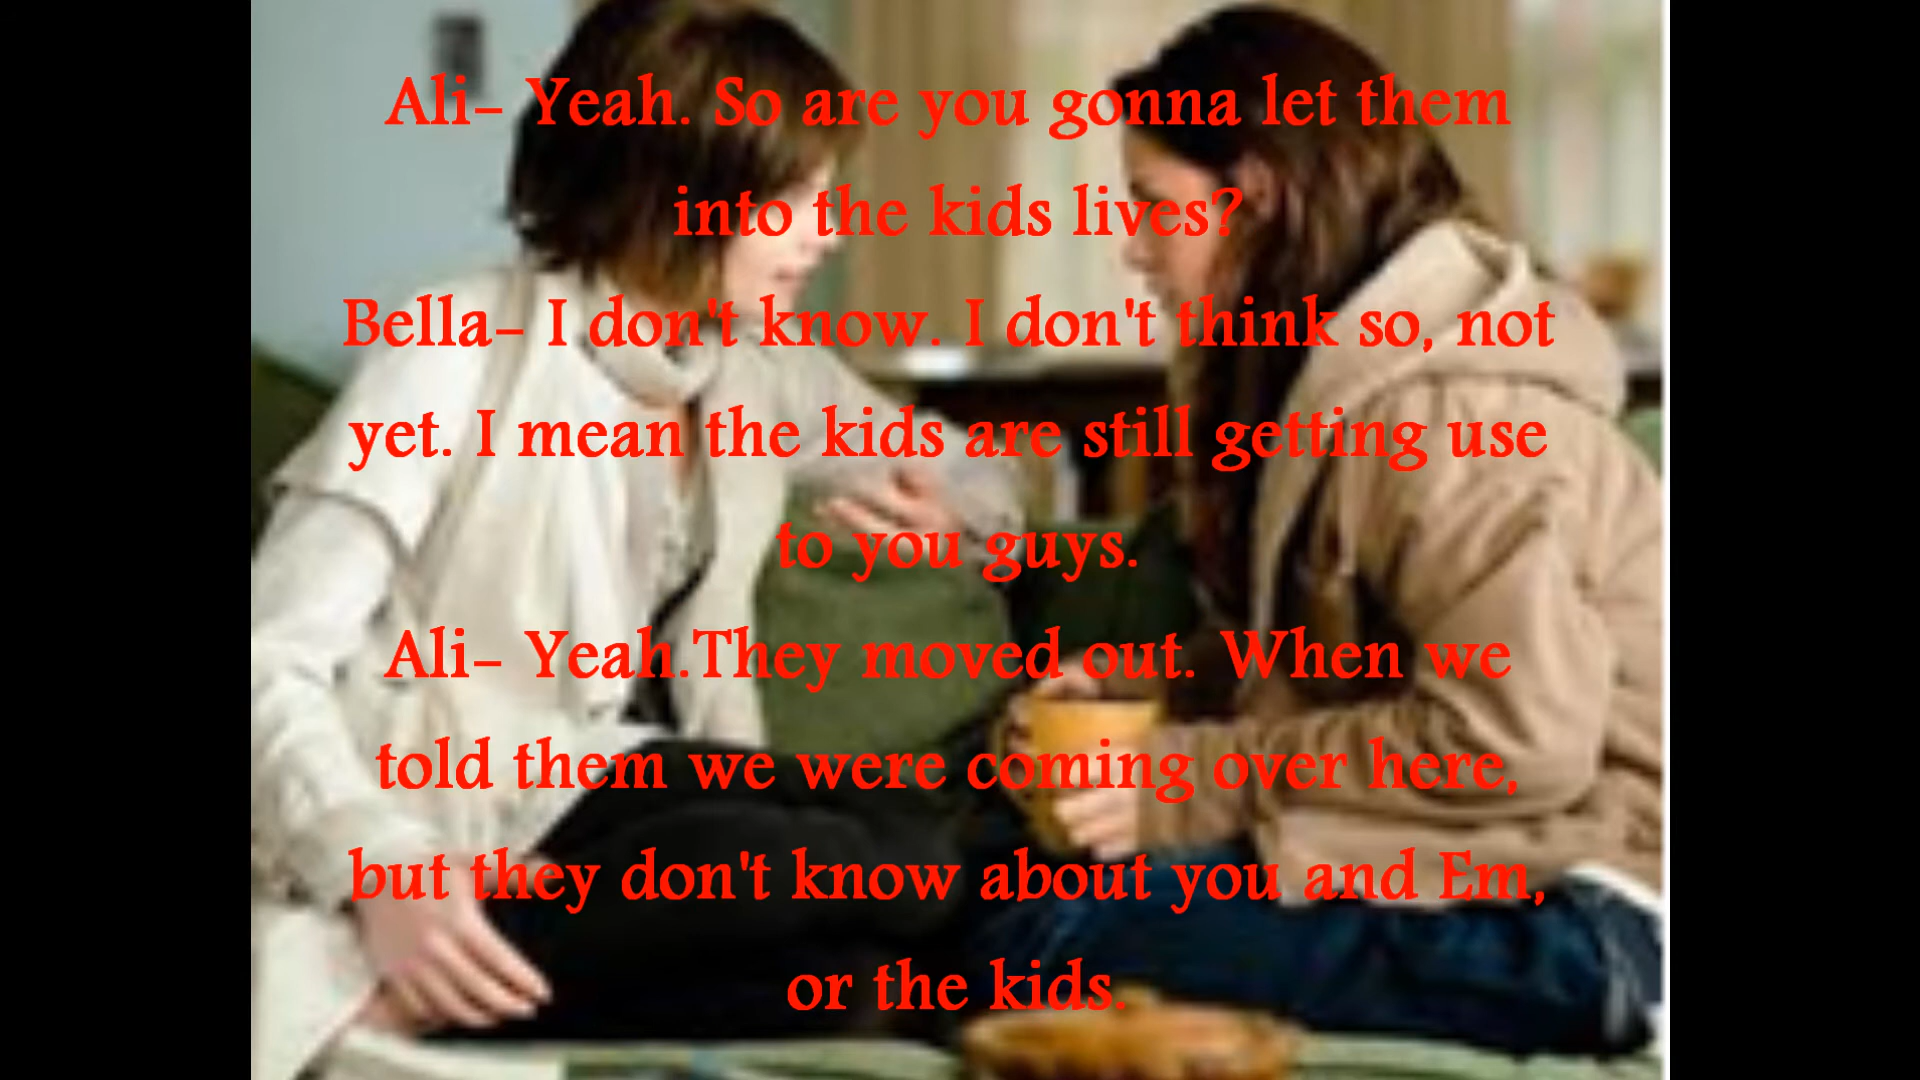 Ali- Yeah. So are you gonna let them
into the kids lives?
Bella- I don't know. I don't think so, not
yet. I mean the kids are still getting use
to you guys.
Ali- Yeah.They moved out. When we
told them we were coming over here,
but they don't know about you and Em,
or the kids.